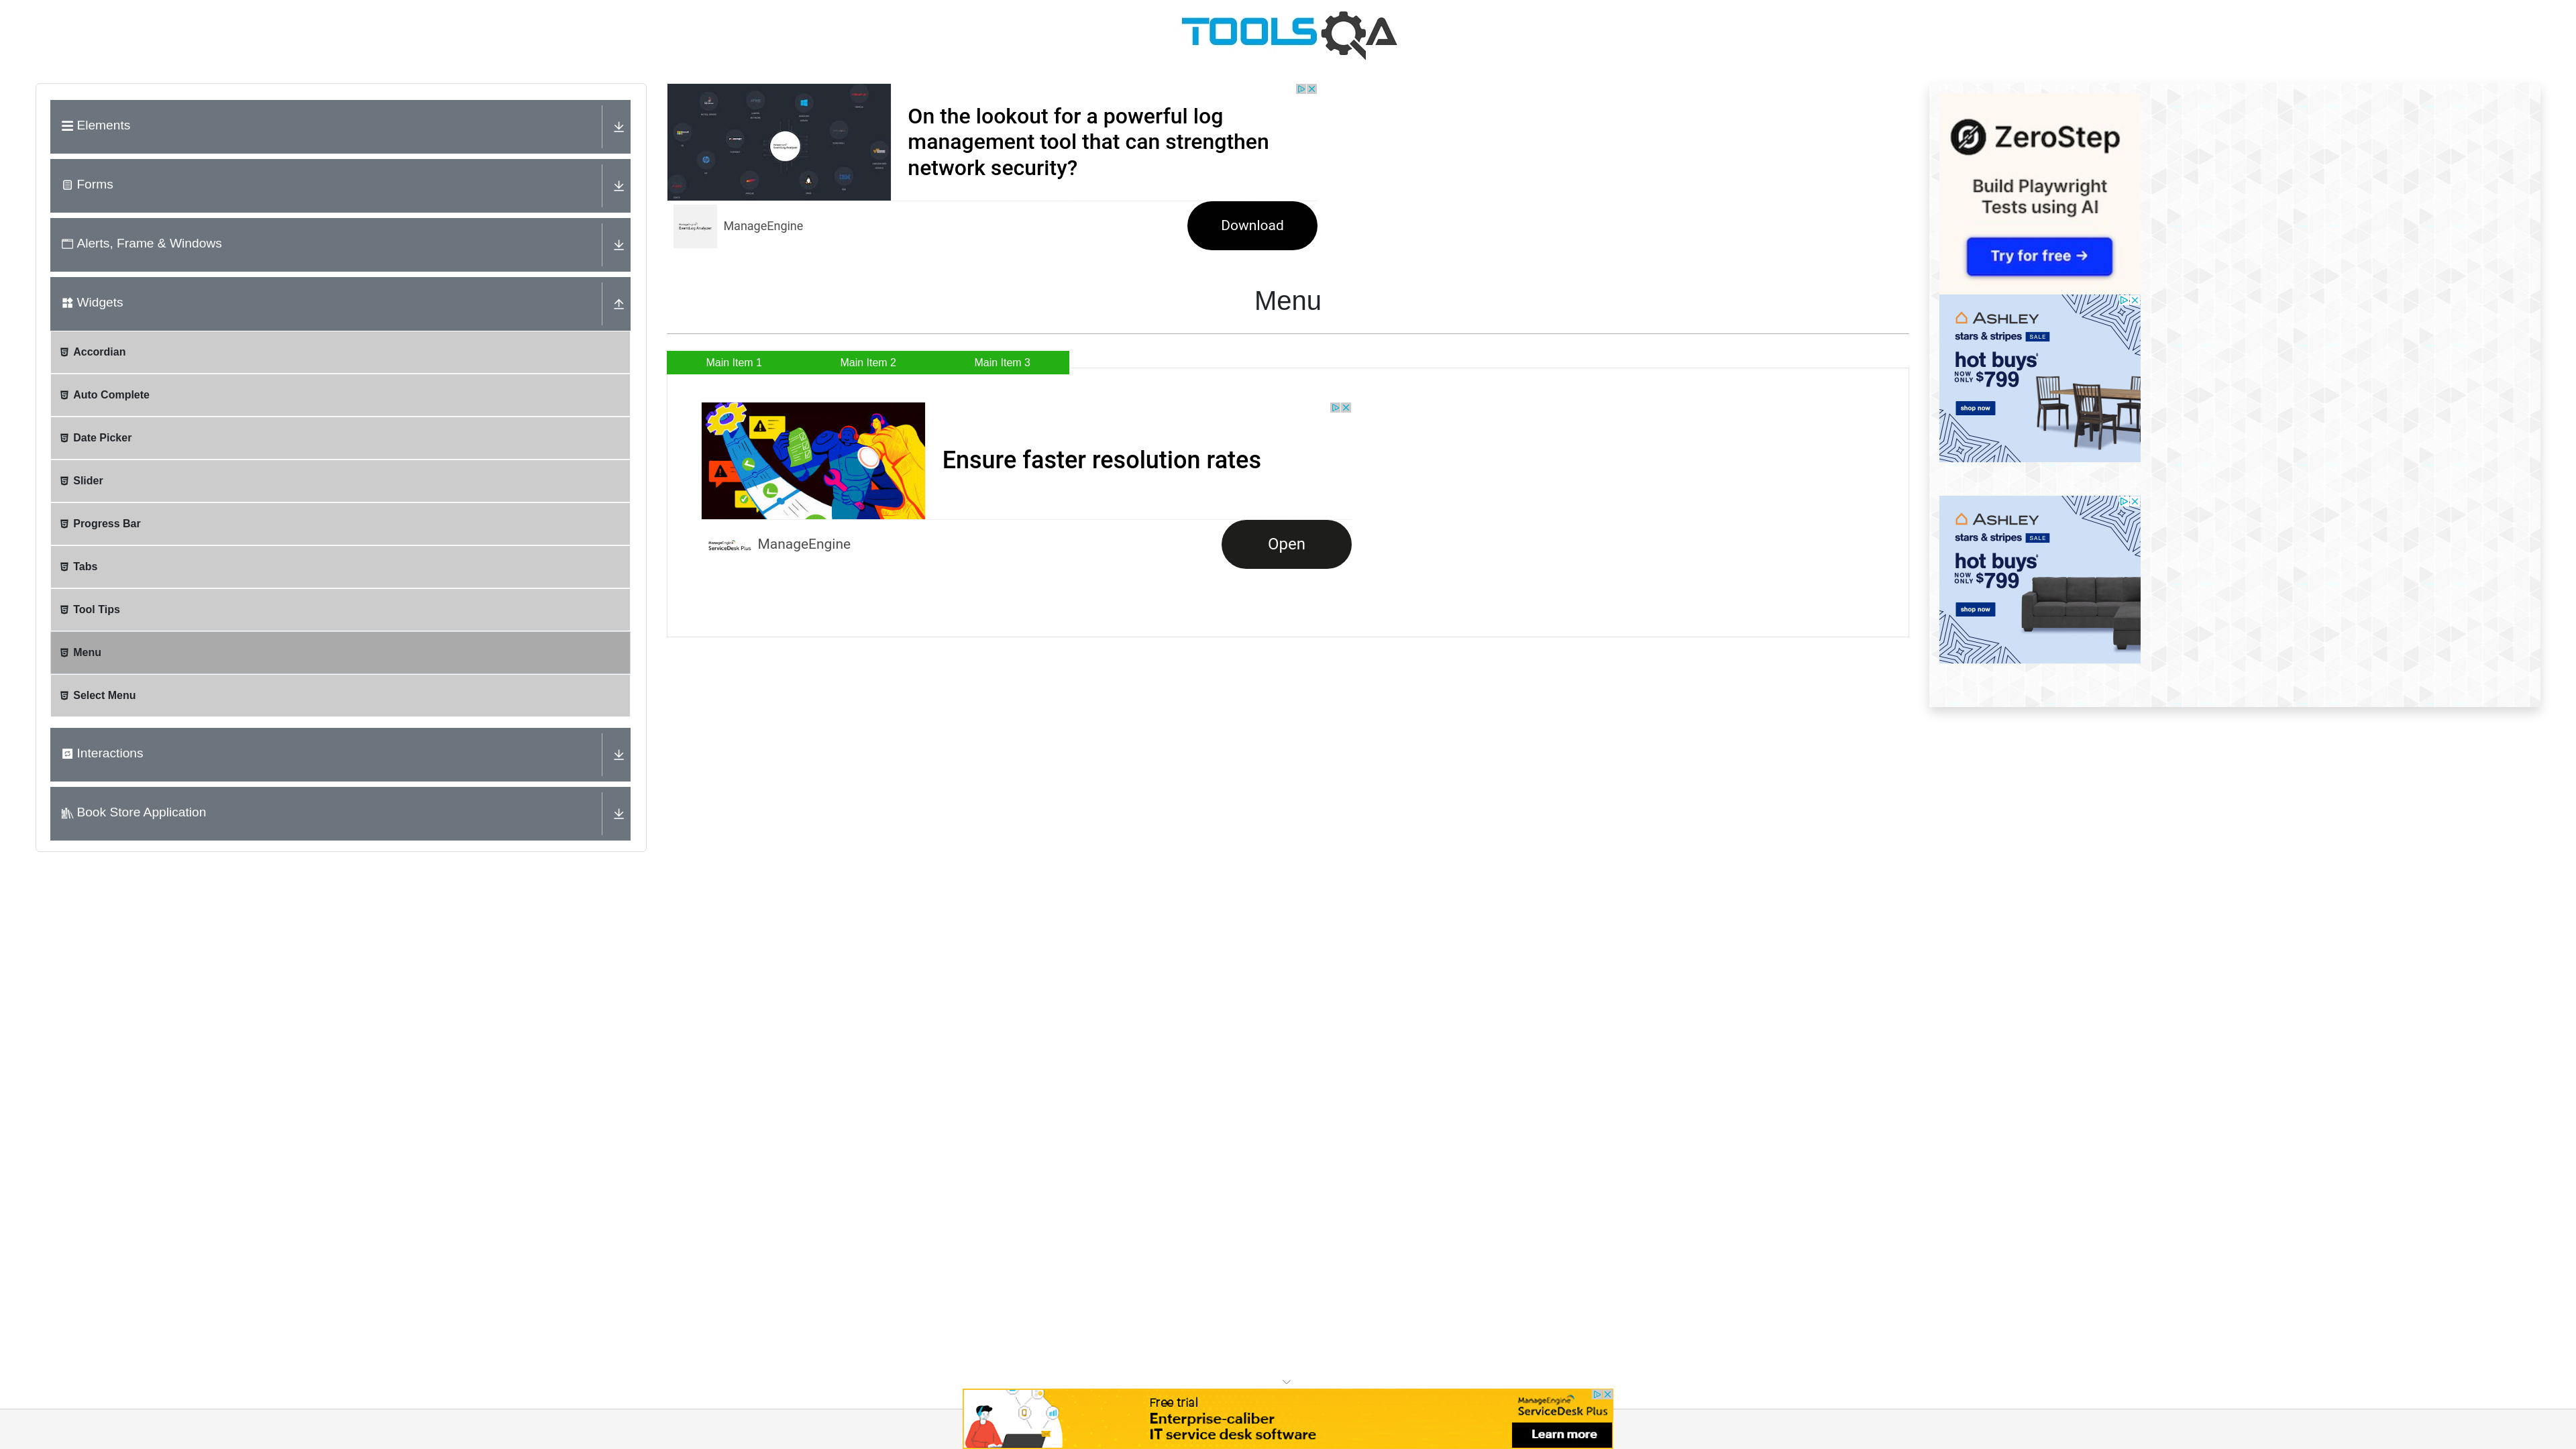 TOOLSQA
Elements
Forms
Alerts, Frame & Windows
Widgets
Accordian
Auto Complete
Date Picker
Slider
Progress Bar
Tabs
Tool Tips
Menu
Select Menu
Interactions
Book Store Application
On the lookout for a powerful log
management tool that can strengthen
network security?
ManageEngine
Download
Menu
Main Item 1
Main Item 2
Main Item 3
Ensure faster resolution rates
ManageEngine
ServiceDesk Plus
ManageEngine
Open
ZeroStep
Build Playwright
Tests using AI
Try for free →
ASHLEY
stars & stripes SALE
hot buys
NOW
ONLY $799
shop now
ASHLEY
stars & stripes SALE
hot buys
NOW
ONLY $799
shop now
Free trial
Enterprise-caliber
IT service desk software
ManageEngine
ServiceDesk Plus
Learn more